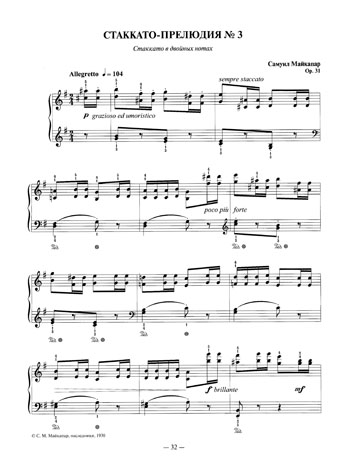 СТАККАТО-ПРЕЛЮДИЯ № 3
Стаккато в двойных нотах
Самуил Майкапар
Op. 31
Allegretto ♩ = 104
sempre staccato
p grazioso ed umoristico
poco più forte
f brillante
mf
© С. М. Майкапар, наследники, 1930
— 32 —